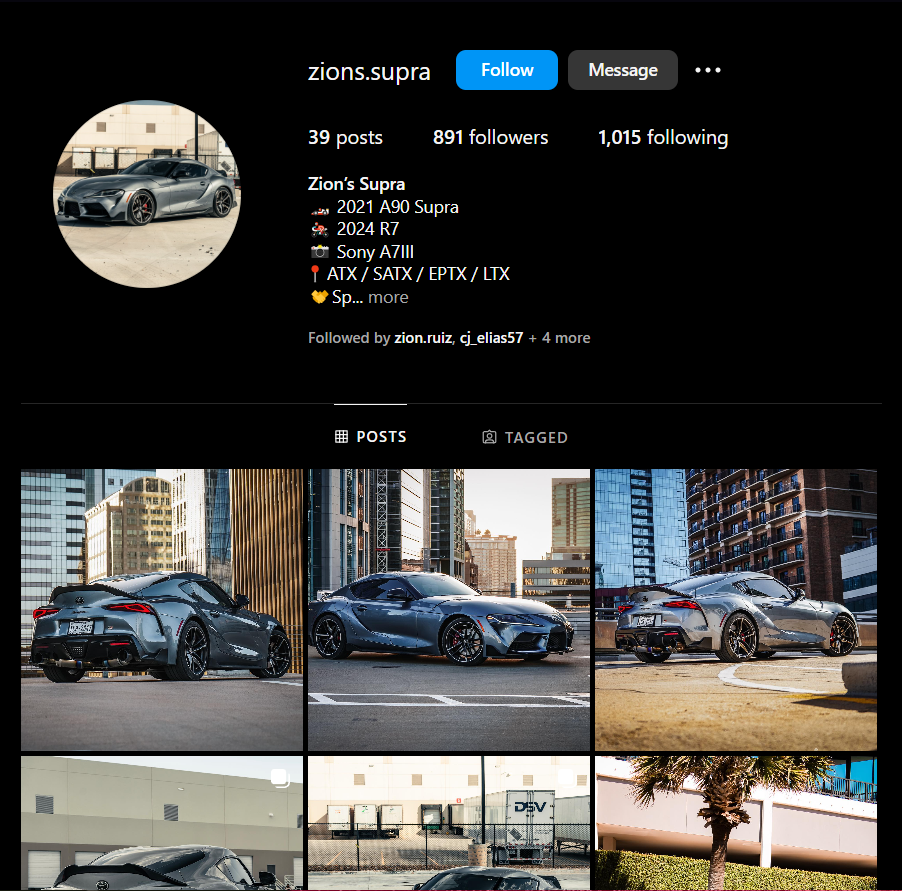 zions.supra Follow Message
39 posts 891 followers 1,015 following
Zion’s Supra
2021 A90 Supra
2024 R7
Sony A7III
ATX / SATX / EPTX / LTX
Sp... more
Followed by zion.ruiz, cj_elias57 + 4 more
POSTS TAGGED
DSV